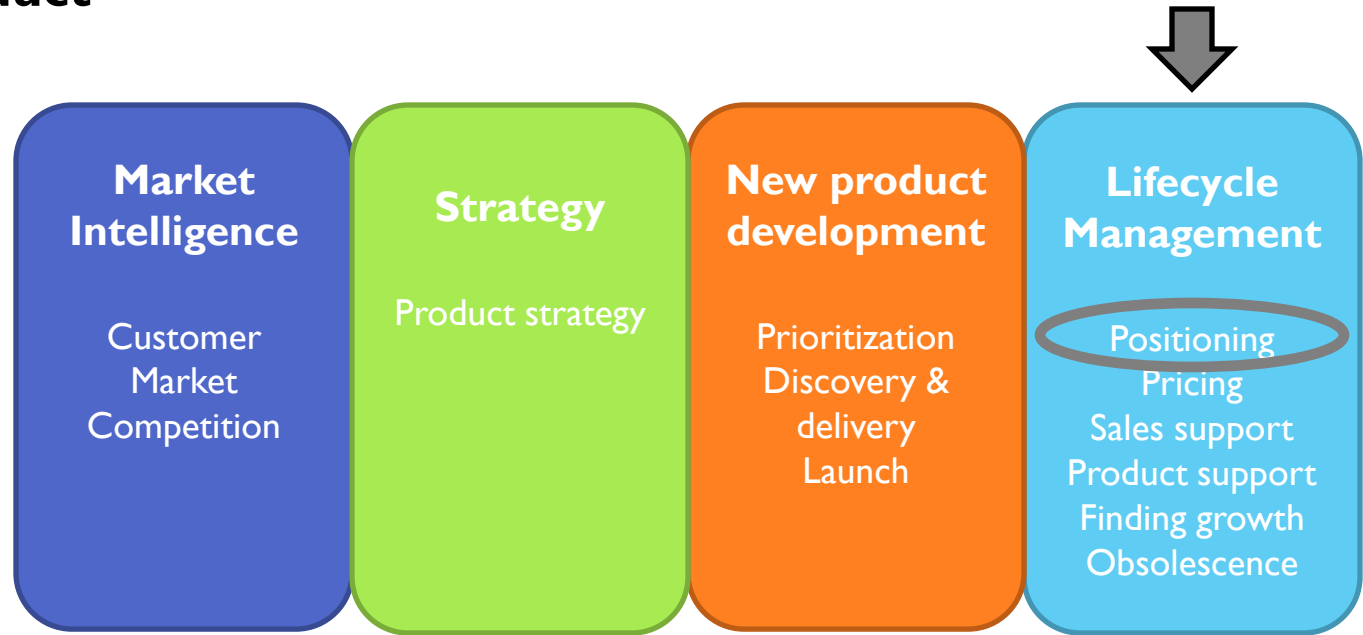 Market
Intelligence
Customer
Market
Competition
Strategy
Product strategy
New product
development
Prioritization
Discovery &
delivery
Launch
Lifecycle
Management
Positioning
Pricing
Sales support
Product support
Finding growth
Obsolescence